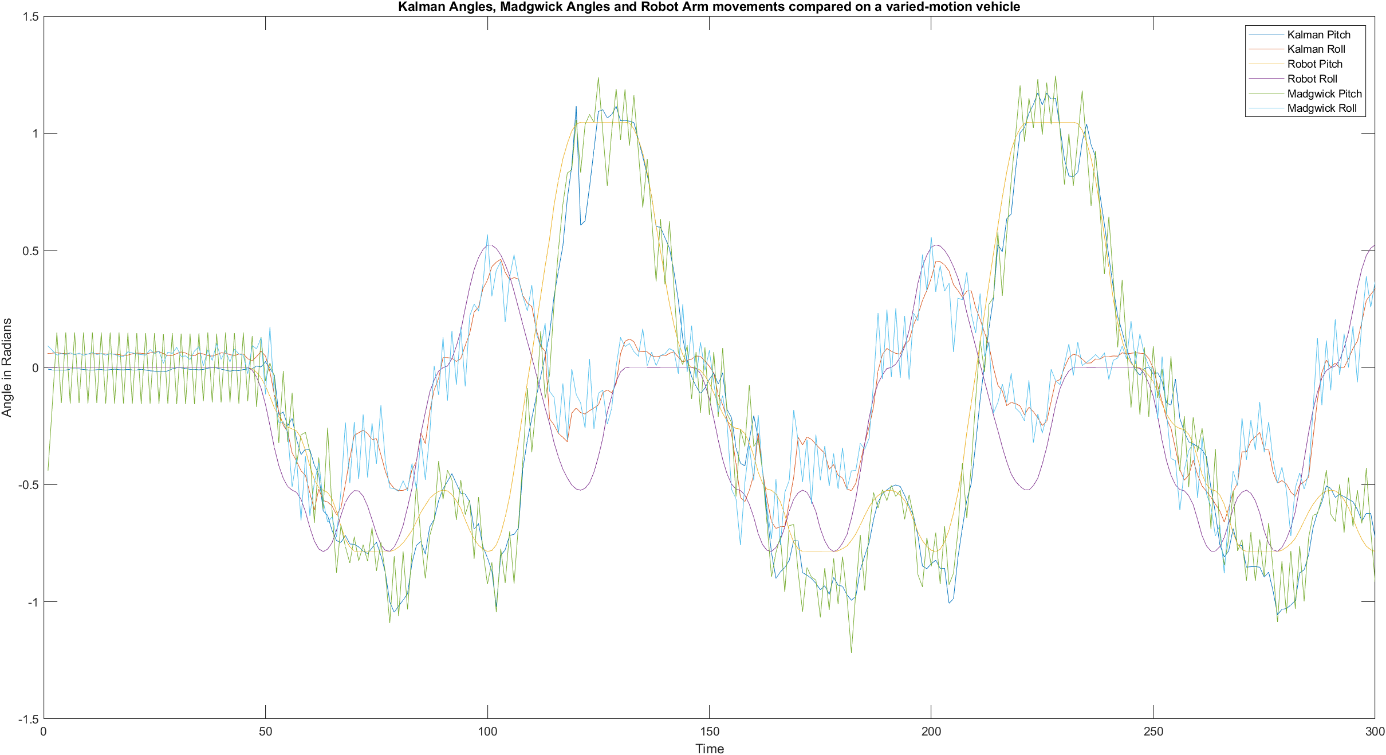 Kalman Angles, Madgwick Angles and Robot Arm movements compared on a varied-motion vehicle
1.5
Kalman Pitch
Kalman Roll
Robot Pitch
Robot Roll
Madgwick Pitch
Madgwick Roll
1
0.5
Angle in Radians
0
-0.5
-1
-1.5
0 50 100 150 200 250 300
Time